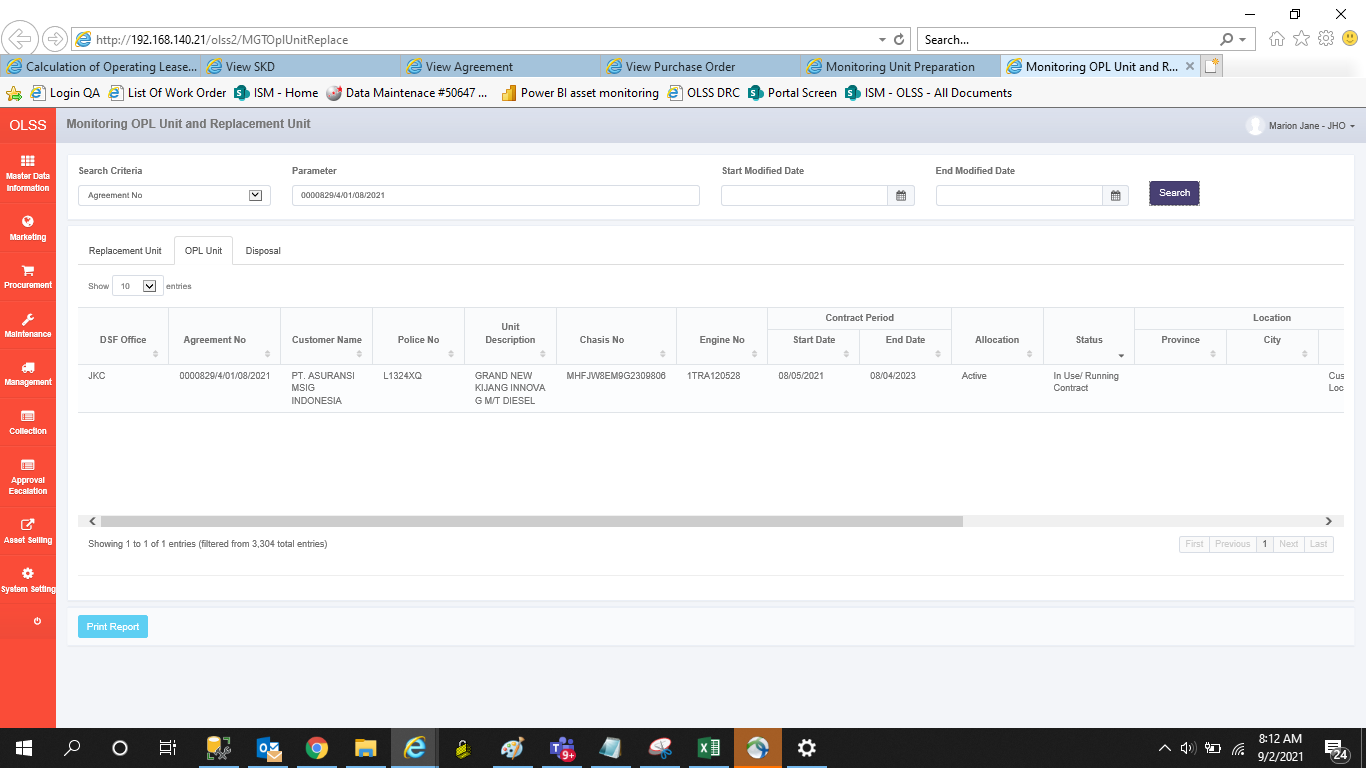 http://192.168.140.21/olss2/MGTOplUnitReplace
Search...
Calculation of Operating Lease...
View SKD
View Agreement
View Purchase Order
Monitoring Unit Preparation
Monitoring OPL Unit and R...
Login QA
List Of Work Order
ISM - Home
Data Maintenace #50647 ...
Power BI asset monitoring
OLSS DRC
Portal Screen
ISM - OLSS - All Documents
OLSS
Monitoring OPL Unit and Replacement Unit
Marion Jane - JHO
Master Data
Information
Marketing
Procurement
Maintenance
Management
Collection
Approval
Escalation
Asset Selling
System Setting
Search Criteria
Parameter
Start Modified Date
End Modified Date
Agreement No
0000829/4/01/08/2021
Search
Replacement Unit
OPL Unit
Disposal
Show 10 entries
Contract Period
Location
DSF Office
Agreement No
Customer Name
Police No
Unit
Description
Chasis No
Engine No
Start Date
End Date
Allocation
Status
Province
City
JKC
0000829/4/01/08/2021
PT. ASURANSI
MSIG
INDONESIA
L1324XQ
GRAND NEW
KIJANG INNOVA
G M/T DIESEL
MHFJW8EM9G2309806
1TRA120528
08/05/2021
08/04/2023
Active
In Use/ Running
Contract
Cus
Loc
Showing 1 to 1 of 1 entries (filtered from 3,304 total entries)
First
Previous
1
Next
Last
Print Report
9+
8:12 AM
9/2/2021
24